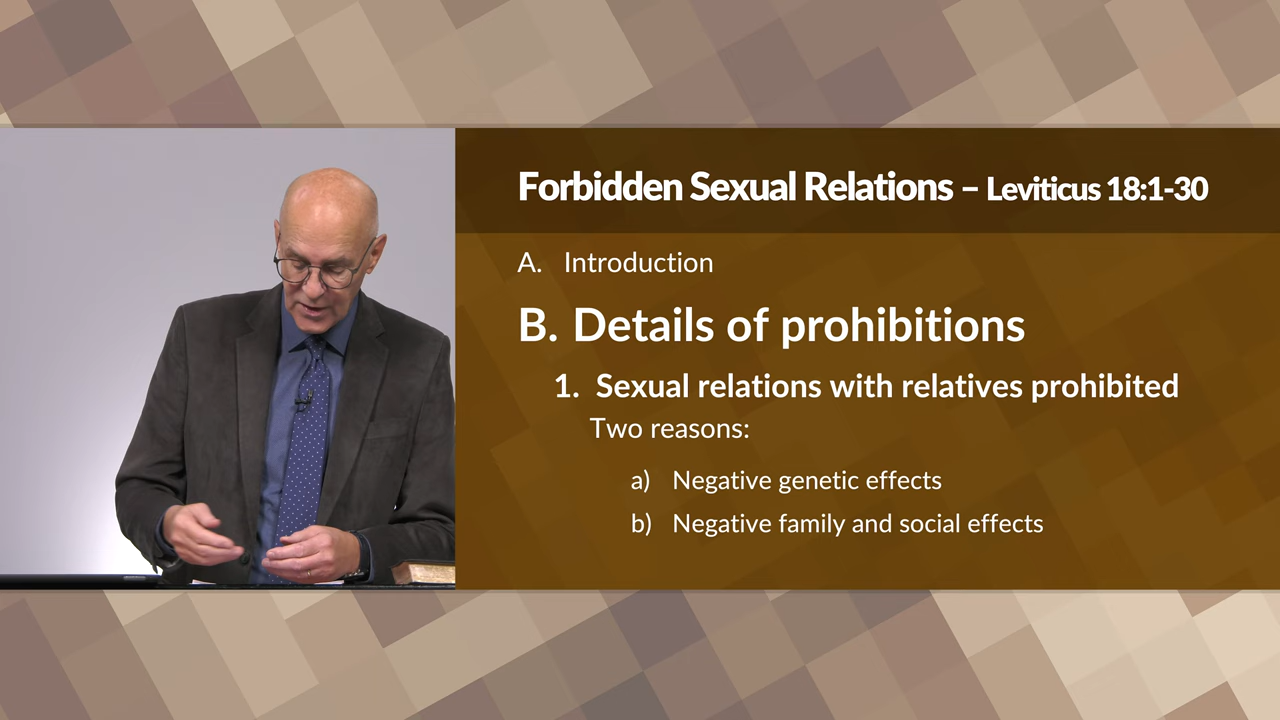 Forbidden Sexual Relations – Leviticus 18:1-30
A. Introduction
B. Details of prohibitions
1. Sexual relations with relatives prohibited
Two reasons:
a) Negative genetic effects
b) Negative family and social effects